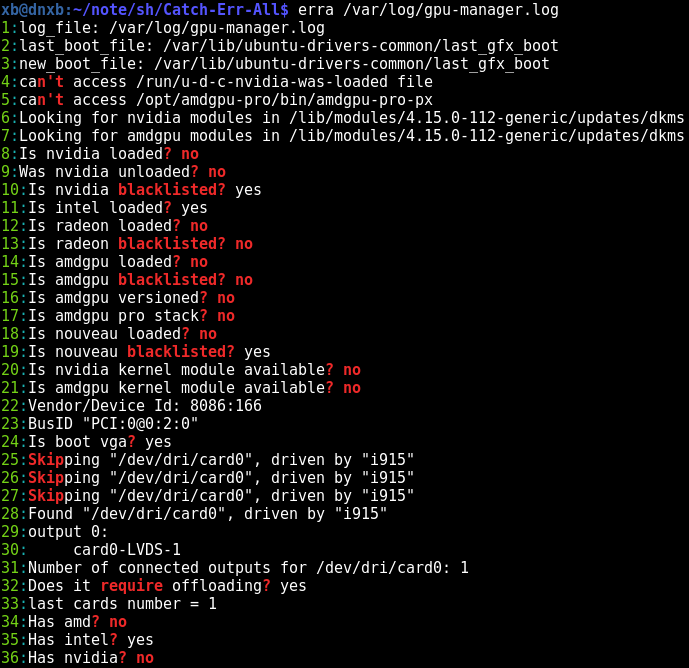 xb@dnxb:~/note/sh/Catch-Err-All$ erra /var/log/gpu-manager.log
1:log_file: /var/log/gpu-manager.log
2:last_boot_file: /var/lib/ubuntu-drivers-common/last_gfx_boot
3:new_boot_file: /var/lib/ubuntu-drivers-common/last_gfx_boot
4:can't access /run/u-d-c-nvidia-was-loaded file
5:can't access /opt/amdgpu-pro/bin/amdgpu-pro-px
6:Looking for nvidia modules in /lib/modules/4.15.0-112-generic/updates/dkms
7:Looking for amdgpu modules in /lib/modules/4.15.0-112-generic/updates/dkms
8:Is nvidia loaded? no
9:Was nvidia unloaded? no
10:Is nvidia blacklisted? yes
11:Is intel loaded? yes
12:Is radeon loaded? no
13:Is radeon blacklisted? no
14:Is amdgpu loaded? no
15:Is amdgpu blacklisted? no
16:Is amdgpu versioned? no
17:Is amdgpu pro stack? no
18:Is nouveau loaded? no
19:Is nouveau blacklisted? yes
20:Is nvidia kernel module available? no
21:Is amdgpu kernel module available? no
22:Vendor/Device Id: 8086:166
23:BusID "PCI:0@0:2:0"
24:Is boot vga? yes
25:Skipping "/dev/dri/card0", driven by "i915"
26:Skipping "/dev/dri/card0", driven by "i915"
27:Skipping "/dev/dri/card0", driven by "i915"
28:Found "/dev/dri/card0", driven by "i915"
29:output 0:
30:     card0-LVDS-1
31:Number of connected outputs for /dev/dri/card0: 1
32:Does it require offloading? yes
33:last cards number = 1
34:Has amd? no
35:Has intel? yes
36:Has nvidia? no